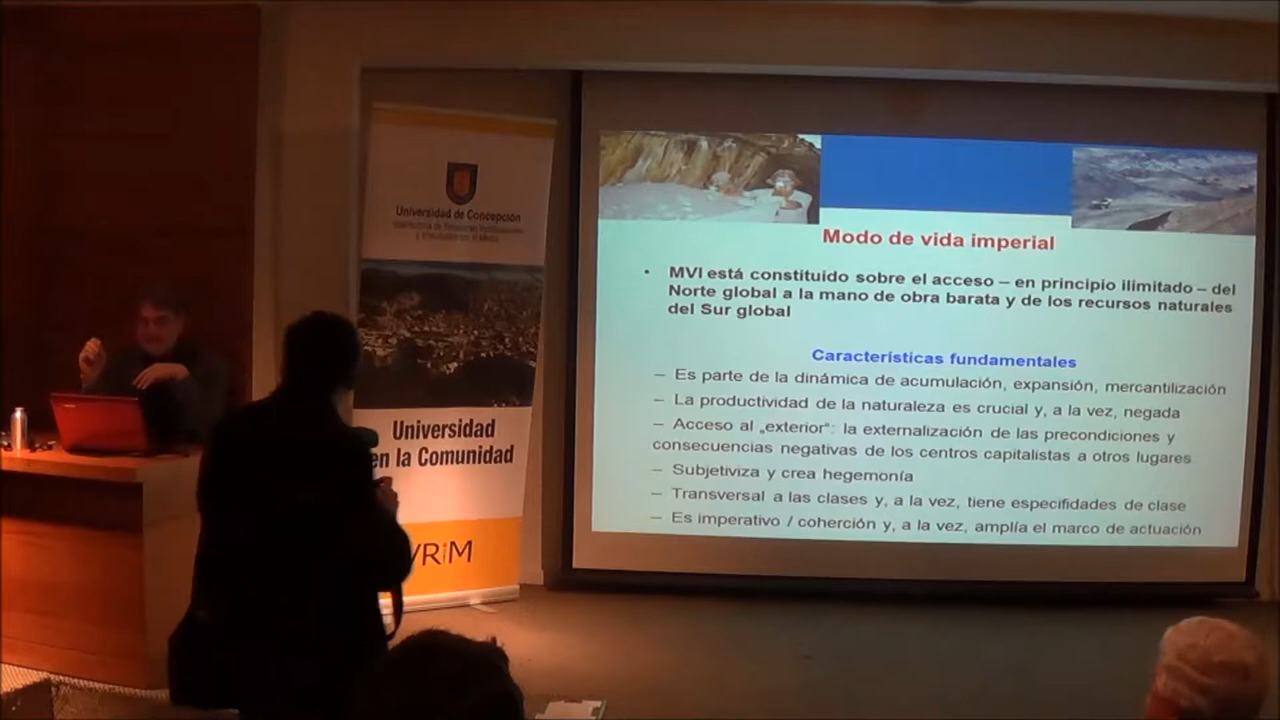 Universidad de Concepción
Universidad
en la Comunidad
VRiM
Modo de vida imperial
• MVI está constituido sobre el acceso – en principio ilimitado – del
Norte global a la mano de obra barata y de los recursos naturales
del Sur global
Características fundamentales
– Es parte de la dinámica de acumulación, expansión, mercantilización
– La productividad de la naturaleza es crucial y, a la vez, negada
– Acceso al „exterior“: la externalización de las precondiciones y
consecuencias negativas de los centros capitalistas a otros lugares
– Subjetiviza y crea hegemonía
– Transversal a las clases y, a la vez, tiene especifidades de clase
– Es imperativo / coherción y, a la vez, amplía el marco de actuación